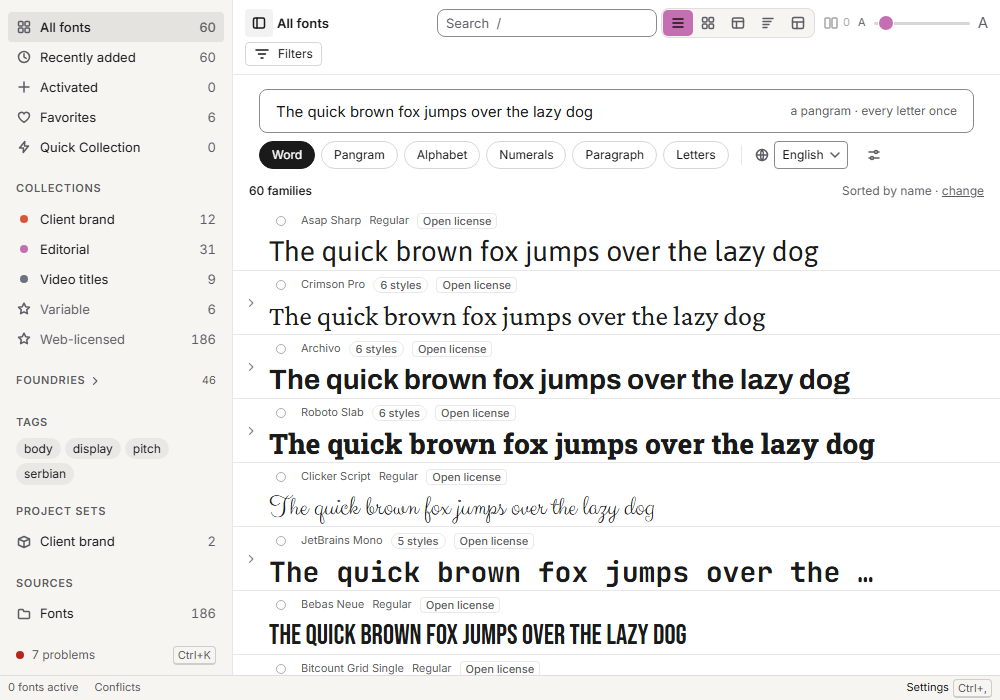 All fonts 60
Recently added 60
Activated 0
Favorites 6
Quick Collection 0
COLLECTIONS
Client brand 12
Editorial 31
Video titles 9
Variable 6
Web-licensed 186
FOUNDRIES 46
TAGS
body display pitch
serbian
PROJECT SETS
Client brand 2
SOURCES
Fonts 186
7 problems Ctrl+K
All fonts
Search /
0 A A
Filters
The quick brown fox jumps over the lazy dog a pangram · every letter once
Word Pangram Alphabet Numerals Paragraph Letters English
60 families Sorted by name · change
Asap Sharp Regular Open license
The quick brown fox jumps over the lazy dog
Crimson Pro 6 styles Open license
The quick brown fox jumps over the lazy dog
Archivo 6 styles Open license
The quick brown fox jumps over the lazy dog
Roboto Slab 6 styles Open license
The quick brown fox jumps over the lazy dog
Clicker Script Regular Open license
The quick brown fox jumps over the lazy dog
JetBrains Mono 5 styles Open license
The quick brown fox jumps over the …
Bebas Neue Regular Open license
THE QUICK BROWN FOX JUMPS OVER THE LAZY DOG
Bitcount Grid Single Regular Open license
0 fonts active Conflicts Settings Ctrl+,